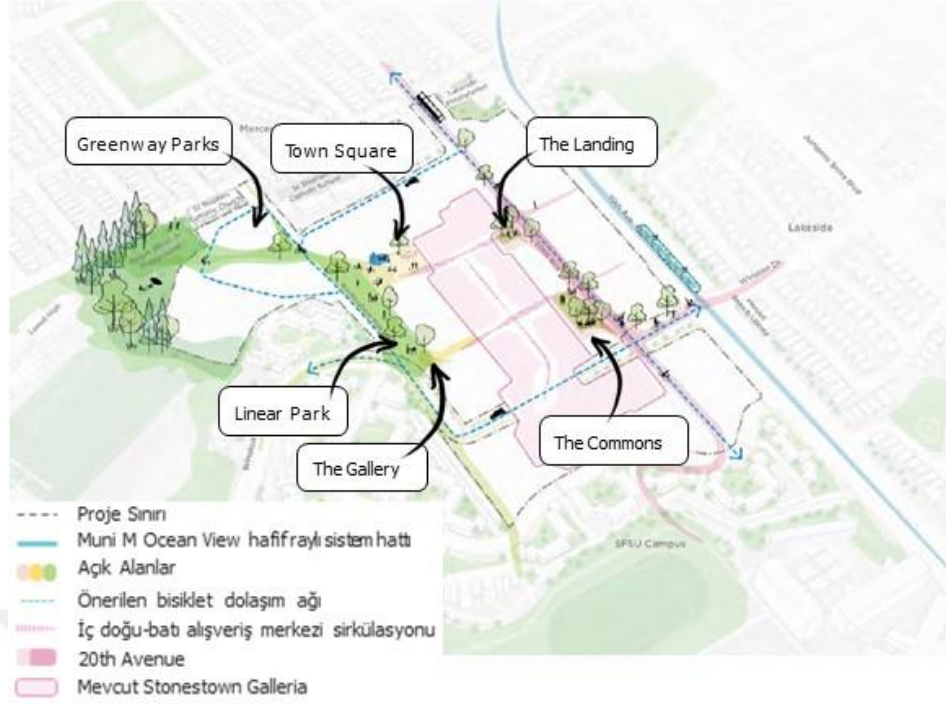 Greenway Parks
Town Square
The Landing
Lakeside
Winston Dr.
Linear Park
The Gallery
The Commons
SFSU Campus
Proje Sınırı
Muni M Ocean View hafif raylı sistem hattı
Açık Alanlar
Önerilen bisiklet dolaşım ağı
İç doğu-batı alışveriş merkezi sirkülasyonu
20th Avenue
Mevcut Stonestown Galleria